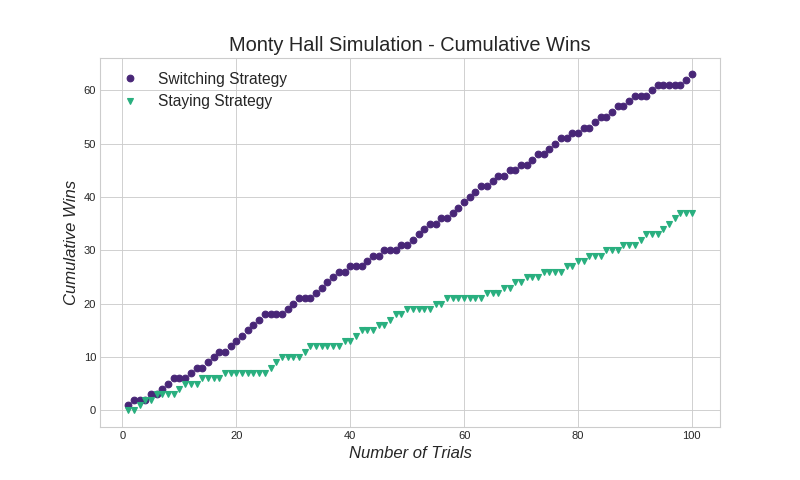 Monty Hall Simulation - Cumulative Wins
Switching Strategy
Staying Strategy
60
50
40
30
20
10
0
Cumulative Wins
0 20 40 60 80 100
Number of Trials